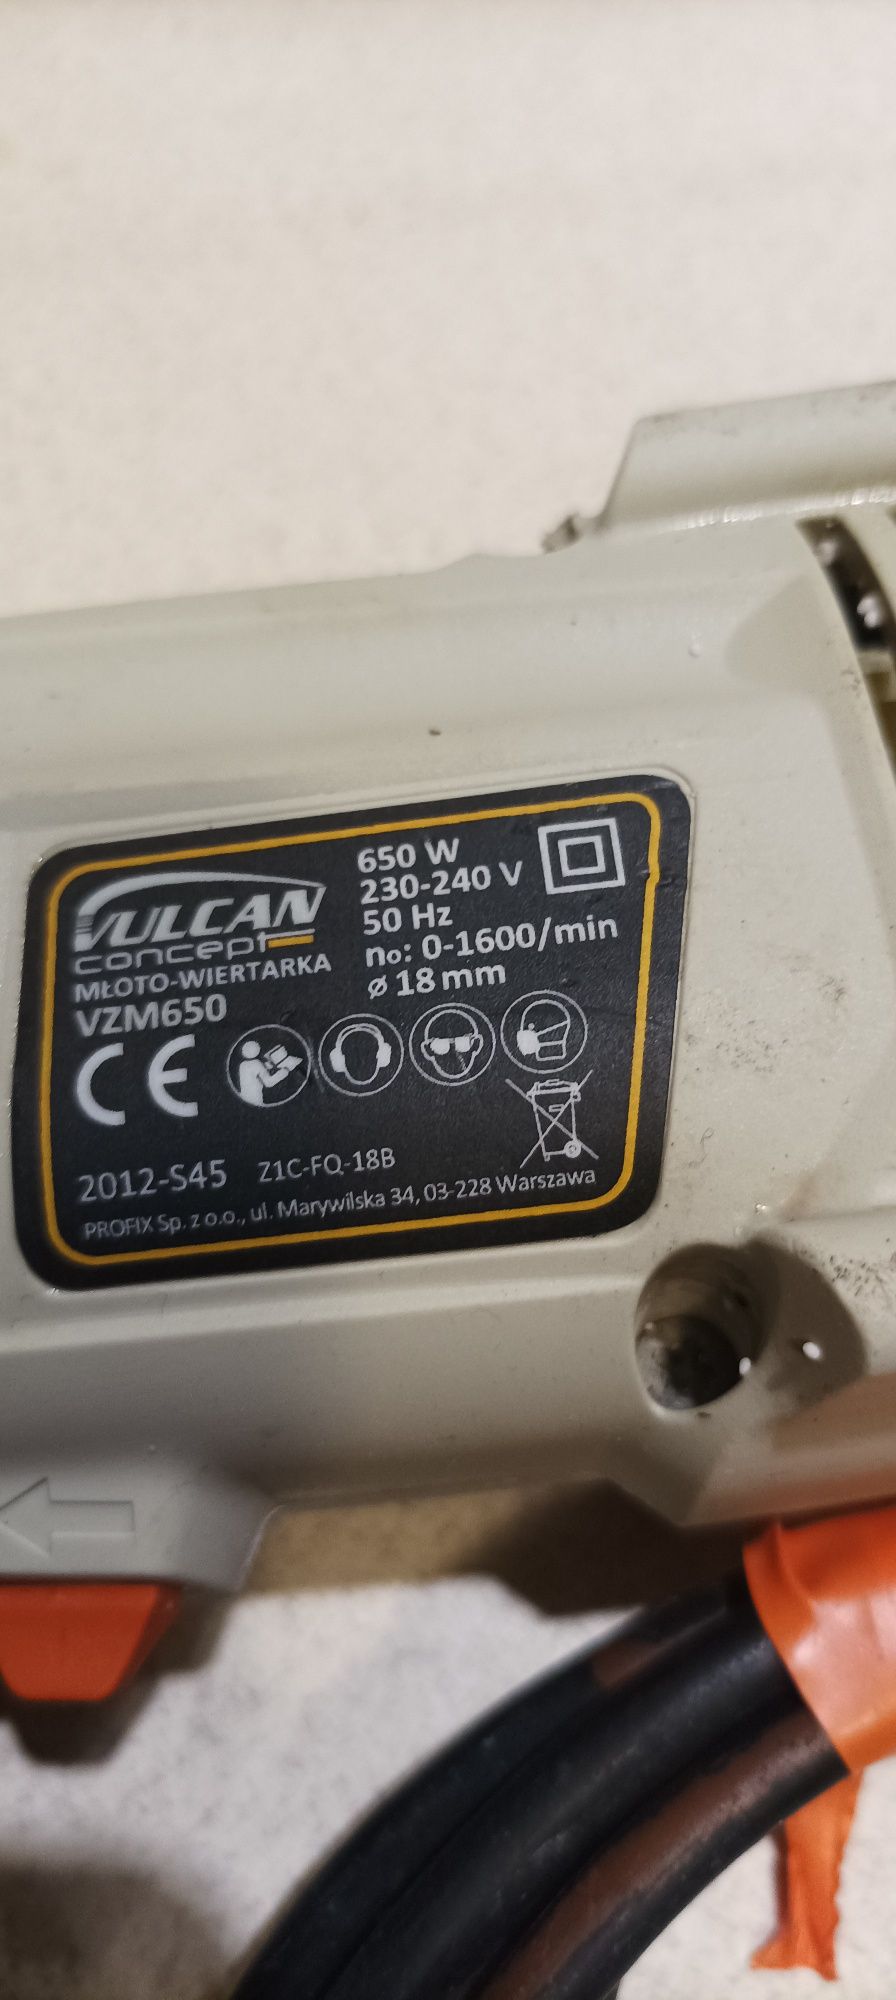 VULCAN
concept
MŁOTO-WIERTARKA
VZM650
650 W
230-240 V
50 Hz
n₀: 0-1600/min
ø 18 mm
CE
2012-S45 Z1C-FQ-18B
PROFIX Sp. z o.o., ul. Marywilska 34, 03-228 Warszawa